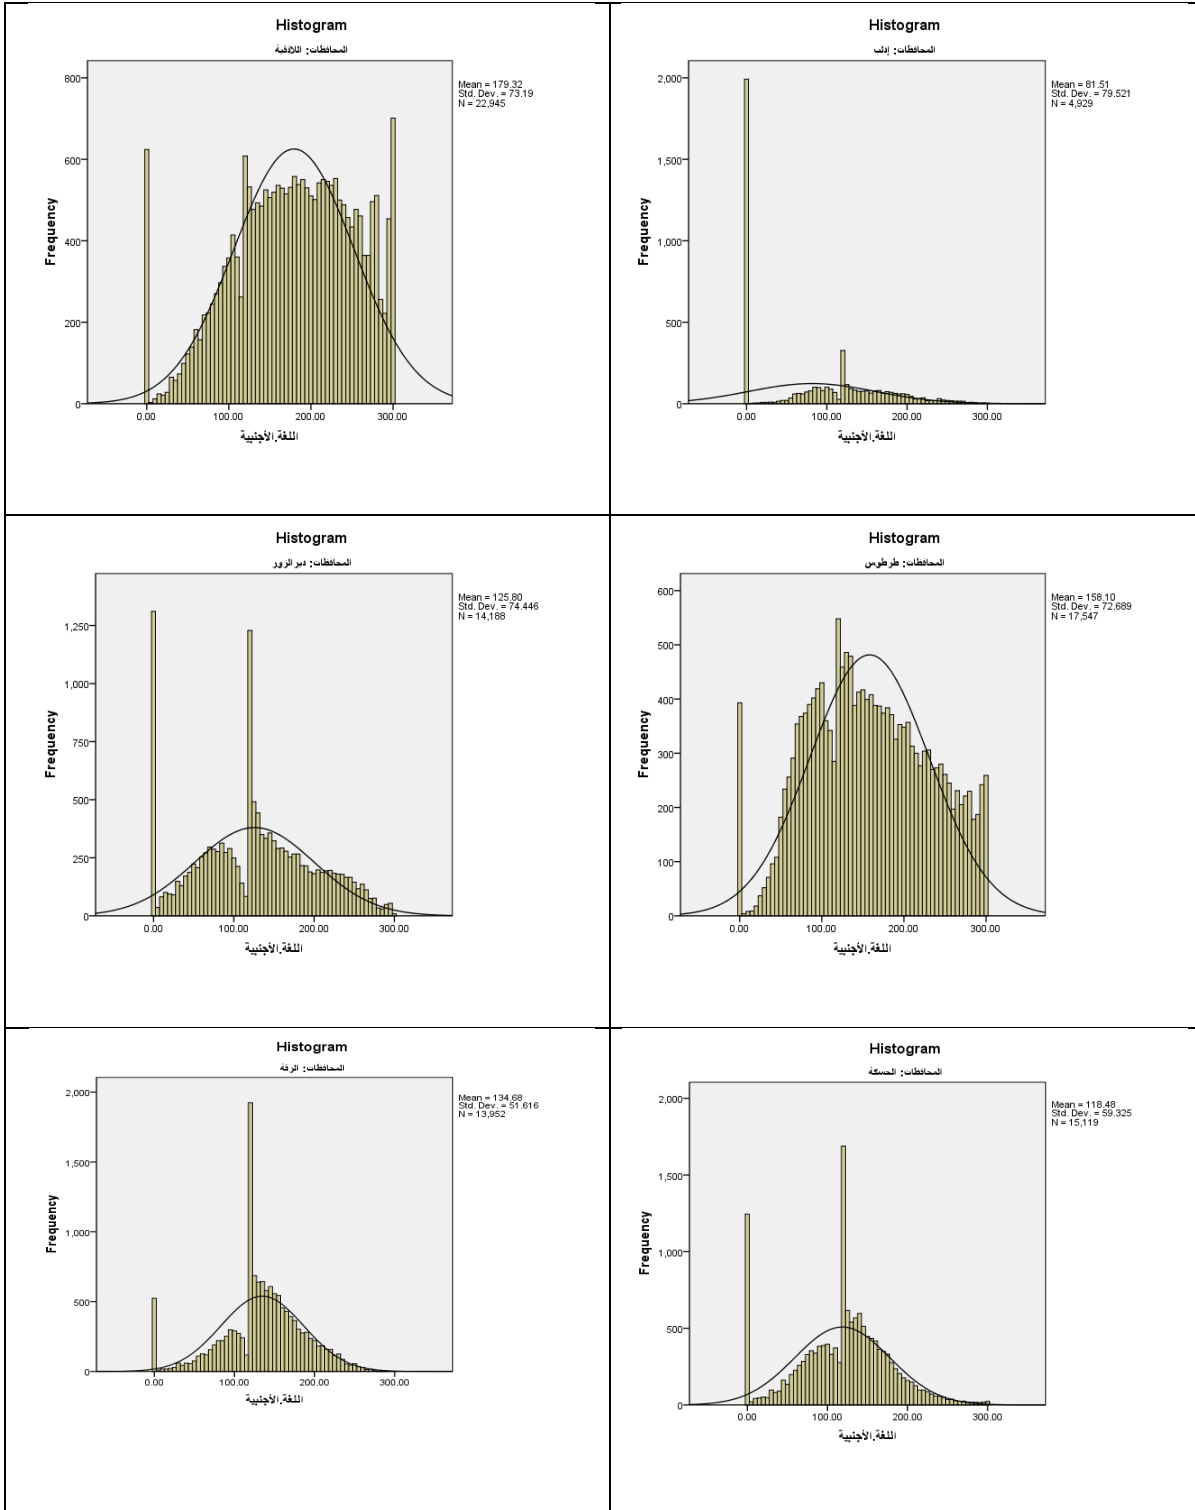 Histogram
المحافظات: اللاذقية
Mean = 179.32
Std. Dev. = 73.19
N = 22,945
800
600
400
200
0
Frequency
0.00 100.00 200.00 300.00
اللغة.الأجنبية
Histogram
المحافظات: إدلب
Mean = 81.51
Std. Dev. = 79.521
N = 4,929
2,000
1,500
1,000
500
0
Frequency
0.00 100.00 200.00 300.00
اللغة.الأجنبية
Histogram
المحافظات: دير الزور
Mean = 125.80
Std. Dev. = 74.446
N = 14,188
1,250
1,000
750
500
250
0
Frequency
0.00 100.00 200.00 300.00
اللغة.الأجنبية
Histogram
المحافظات: طرطوس
Mean = 158.10
Std. Dev. = 72.689
N = 17,547
600
500
400
300
200
100
0
Frequency
0.00 100.00 200.00 300.00
اللغة.الأجنبية
Histogram
المحافظات: الرقة
Mean = 134.68
Std. Dev. = 51.616
N = 13,952
2,000
1,500
1,000
500
0
Frequency
0.00 100.00 200.00 300.00
اللغة.الأجنبية
Histogram
المحافظات: الحسكة
Mean = 118.48
Std. Dev. = 59.325
N = 15,119
2,000
1,500
1,000
500
0
Frequency
0.00 100.00 200.00 300.00
اللغة.الأجنبية